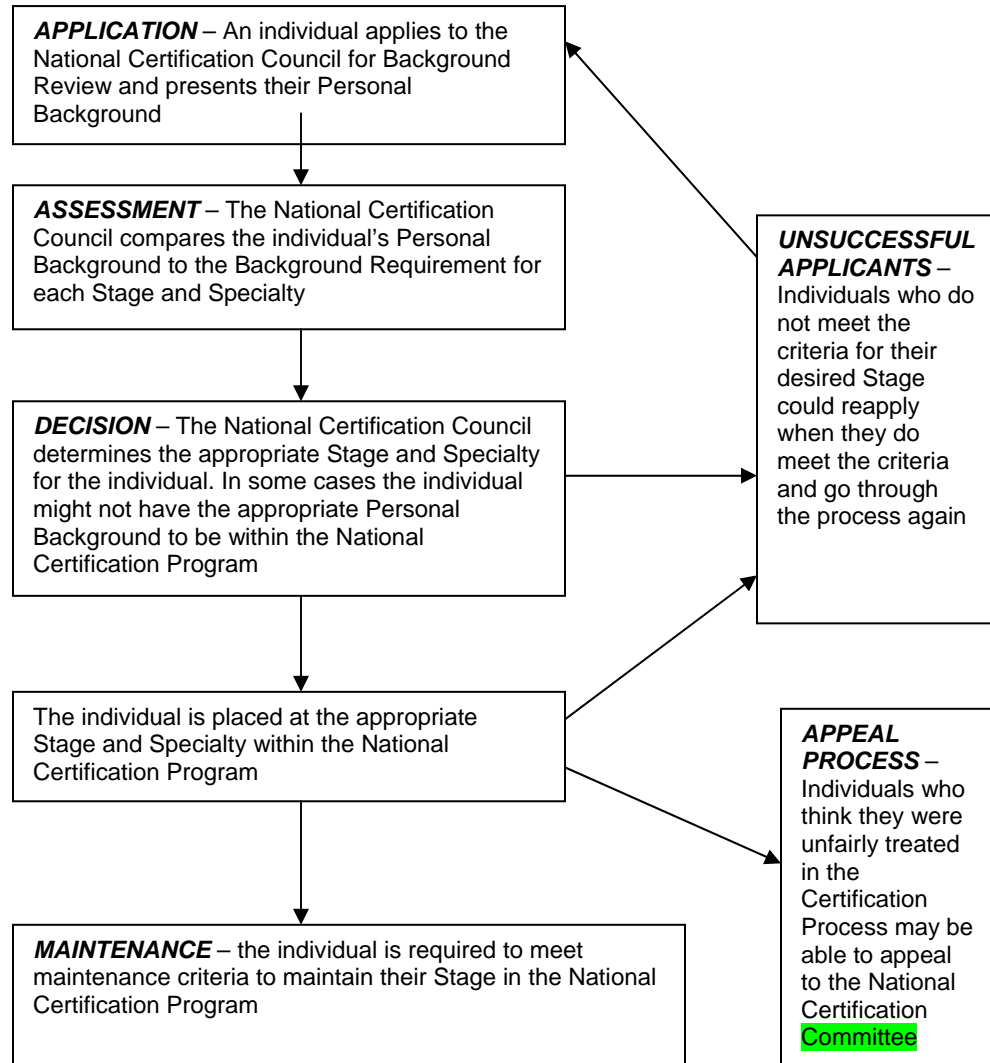 APPLICATION – An individual applies to the
National Certification Council for Background
Review and presents their Personal
Background
ASSESSMENT – The National Certification
Council compares the individual’s Personal
Background to the Background Requirement for
each Stage and Specialty
DECISION – The National Certification Council
determines the appropriate Stage and Specialty
for the individual. In some cases the individual
might not have the appropriate Personal
Background to be within the National
Certification Program
The individual is placed at the appropriate
Stage and Specialty within the National
Certification Program
MAINTENANCE – the individual is required to meet
maintenance criteria to maintain their Stage in the National
Certification Program
UNSUCCESSFUL
APPLICANTS –
Individuals who do
not meet the
criteria for their
desired Stage
could reapply
when they do
meet the criteria
and go through
the process again
APPEAL
PROCESS –
Individuals who
think they were
unfairly treated
in the
Certification
Process may be
able to appeal
to the National
Certification
Committee